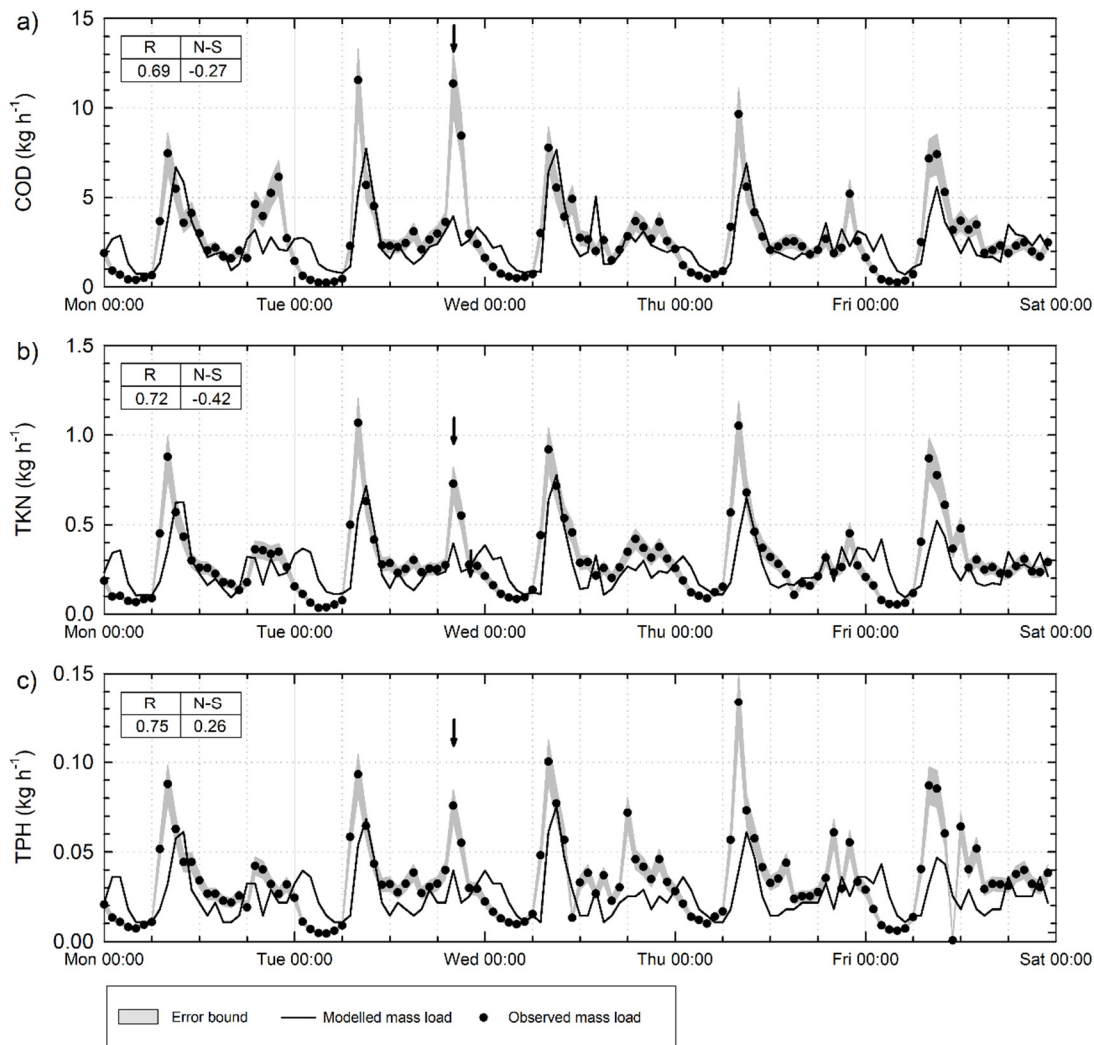 a)
R N-S
0.69 -0.27
COD (kg h⁻¹)
15
10
5
0
Mon 00:00 Tue 00:00 Wed 00:00 Thu 00:00 Fri 00:00 Sat 00:00
b)
R N-S
0.72 -0.42
TKN (kg h⁻¹)
1.5
1.0
0.5
0.0
Mon 00:00 Tue 00:00 Wed 00:00 Thu 00:00 Fri 00:00 Sat 00:00
c)
R N-S
0.75 0.26
TPH (kg h⁻¹)
0.15
0.10
0.05
0.00
Mon 00:00 Tue 00:00 Wed 00:00 Thu 00:00 Fri 00:00 Sat 00:00
Error bound Modelled mass load Observed mass load